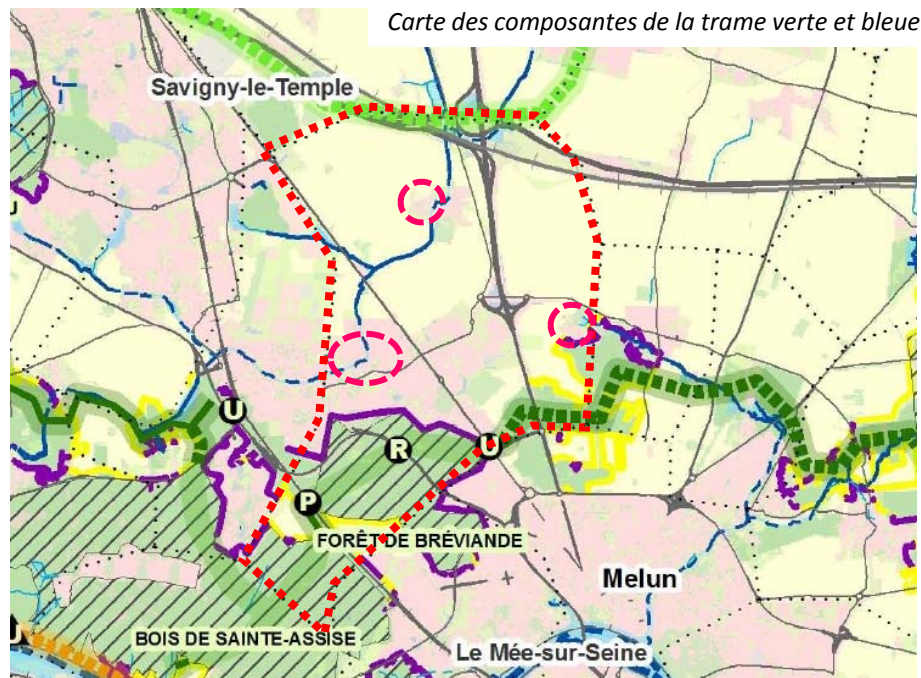 Carte des composantes de la trame verte et bleue
Savigny-le-Temple
U
R
U
P
FORÊT DE BRÉVIANDE
Melun
BOIS DE SAINTE-ASSISE
Le Mée-sur-Seine